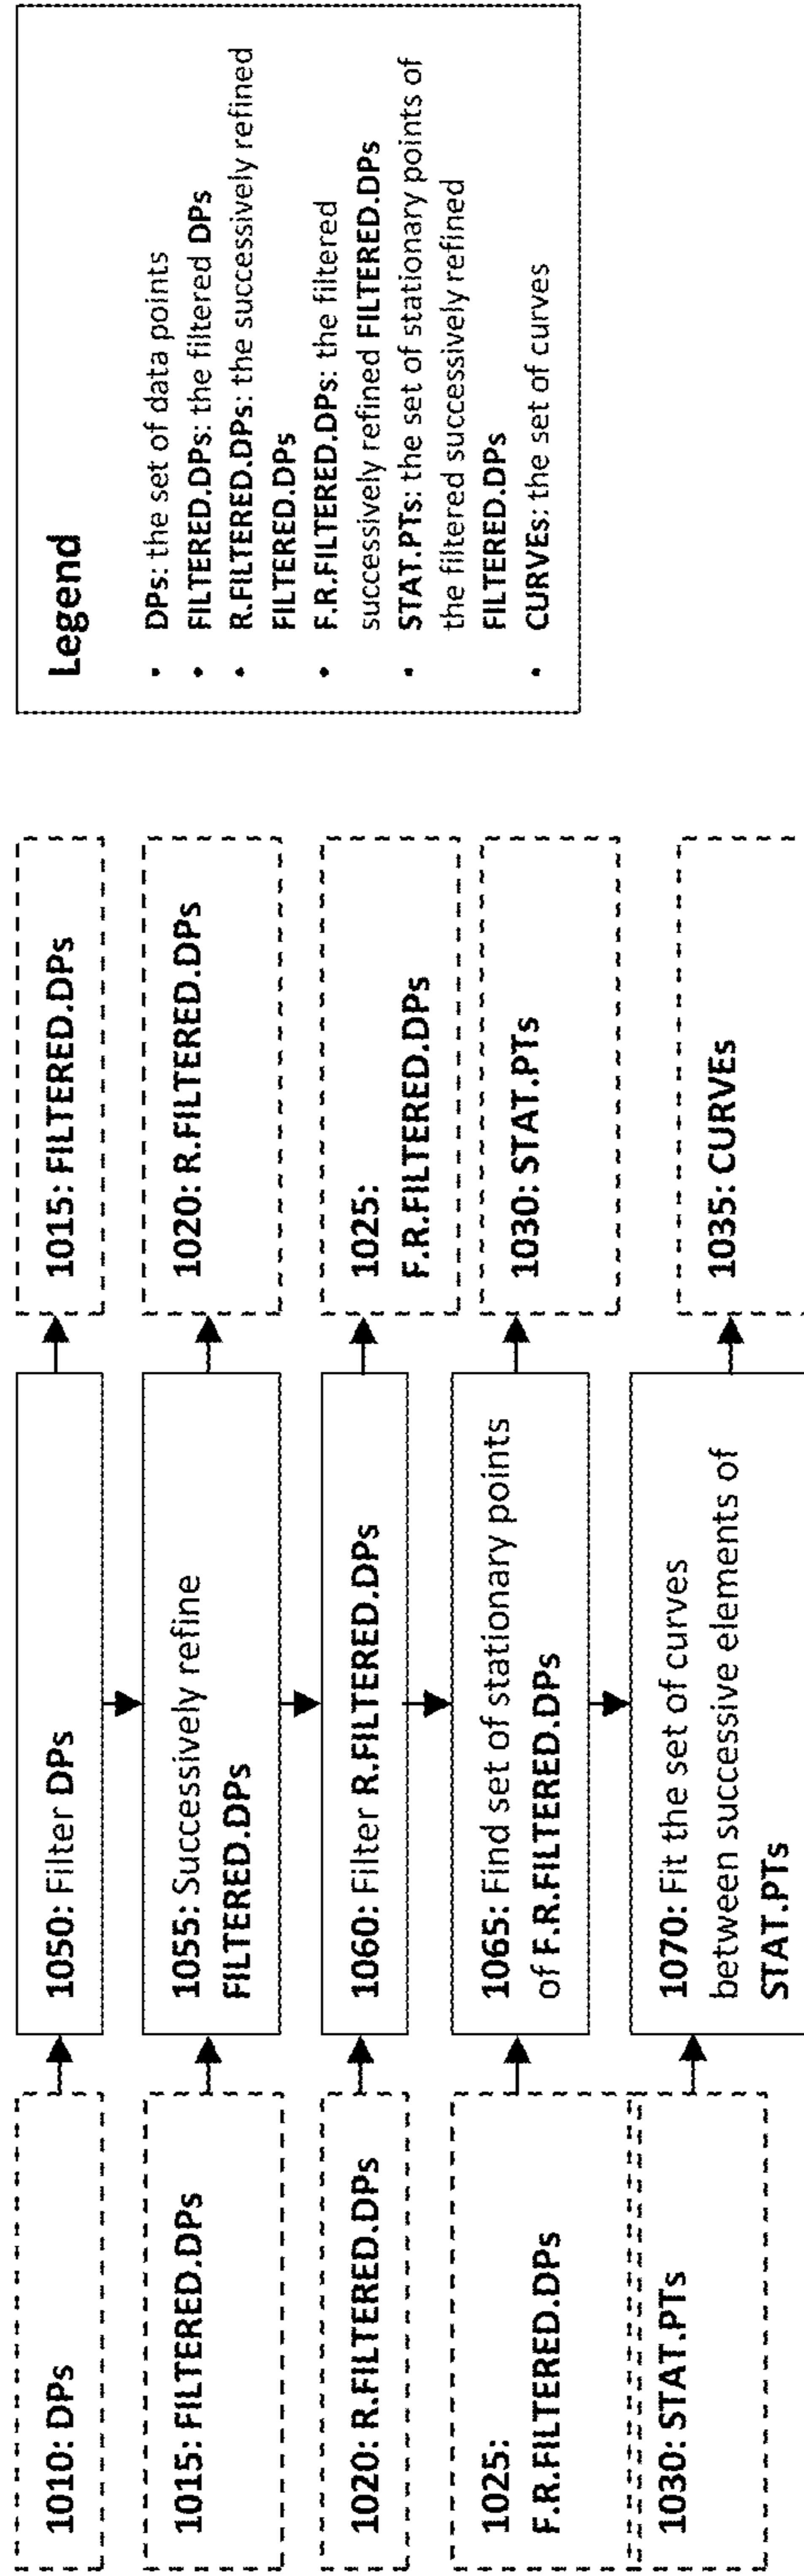 1010: DPs
1050: Filter DPs
1015: FILTERED.DPs
1015: FILTERED.DPs
1055: Successively refine
FILTERED.DPs
1020: R.FILTERED.DPs
1020: R.FILTERED.DPs
1060: Filter R.FILTERED.DPs
1025:
F.R.FILTERED.DPs
1025:
F.R.FILTERED.DPs
1065: Find set of stationary points
of F.R.FILTERED.DPs
1030: STAT.PTs
1030: STAT.PTs
1070: Fit the set of curves
between successive elements of
STAT.PTs
1035: CURVEs
Legend
• DPs: the set of data points
• FILTERED.DPs: the filtered DPs
• R.FILTERED.DPs: the successively refined
FILTERED.DPs
• F.R.FILTERED.DPs: the filtered
successively refined FILTERED.DPs
• STAT.PTs: the set of stationary points of
the filtered successively refined
FILTERED.DPs
• CURVEs: the set of curves